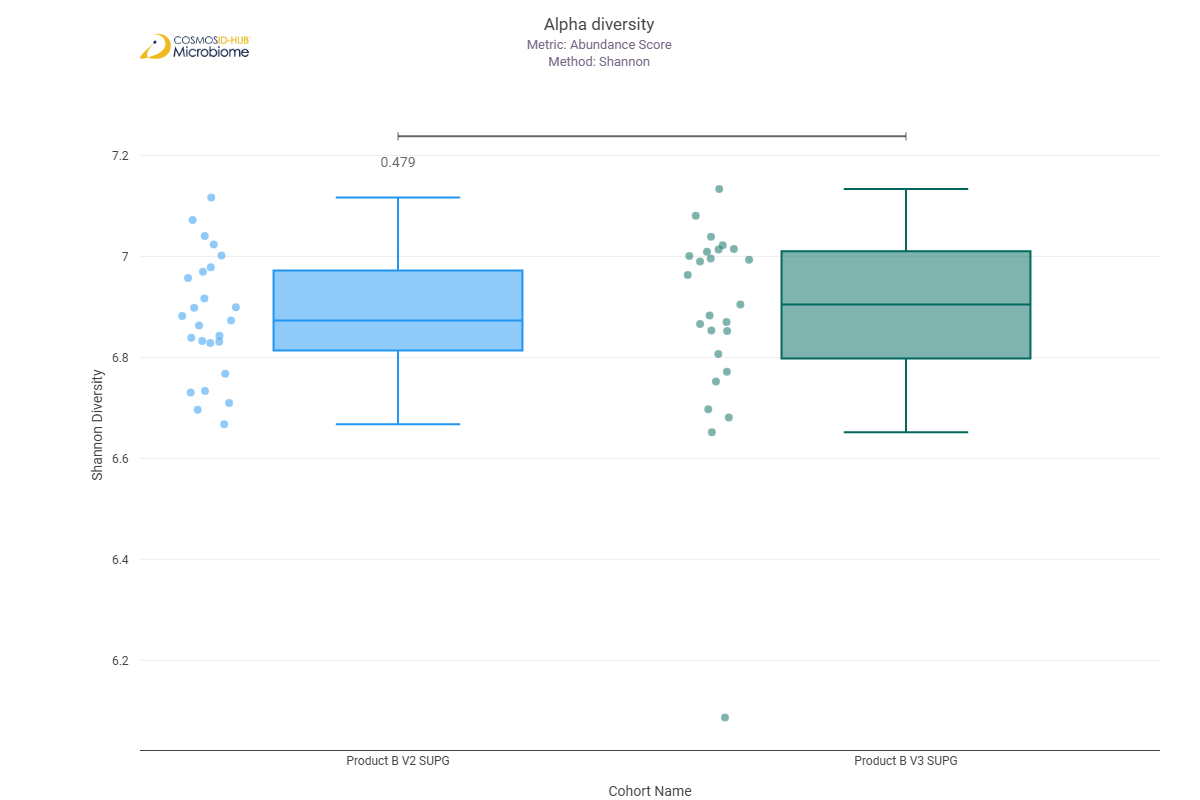 Alpha diversity
COSMOSID-HUB
Microbiome
Metric: Abundance Score
Method: Shannon
7.2
0.479
7
6.8
6.6
6.4
6.2
Shannon Diversity
Product B V2 SUPG
Product B V3 SUPG
Cohort Name